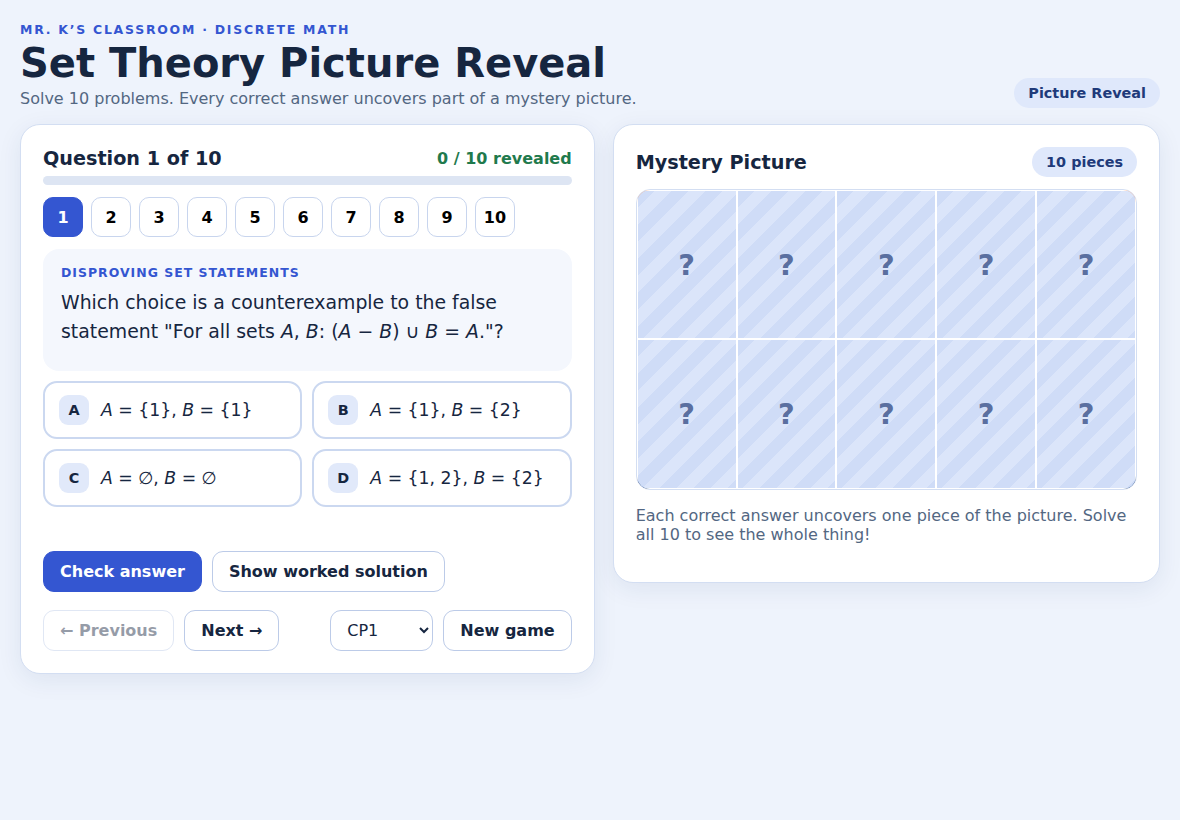 MR. K’S CLASSROOM · DISCRETE MATH
Set Theory Picture Reveal
Solve 10 problems. Every correct answer uncovers part of a mystery picture.
Picture Reveal
Question 1 of 10
0 / 10 revealed
1 2 3 4 5 6 7 8 9 10
DISPROVING SET STATEMENTS
Which choice is a counterexample to the false
statement "For all sets A, B: (A − B) ∪ B = A."?
A A = {1}, B = {1}
B A = {1}, B = {2}
C A = ∅, B = ∅
D A = {1, 2}, B = {2}
Check answer
Show worked solution
← Previous
Next →
CP1
New game
Mystery Picture
10 pieces
? ? ? ? ?
? ? ? ? ?
Each correct answer uncovers one piece of the picture. Solve
all 10 to see the whole thing!